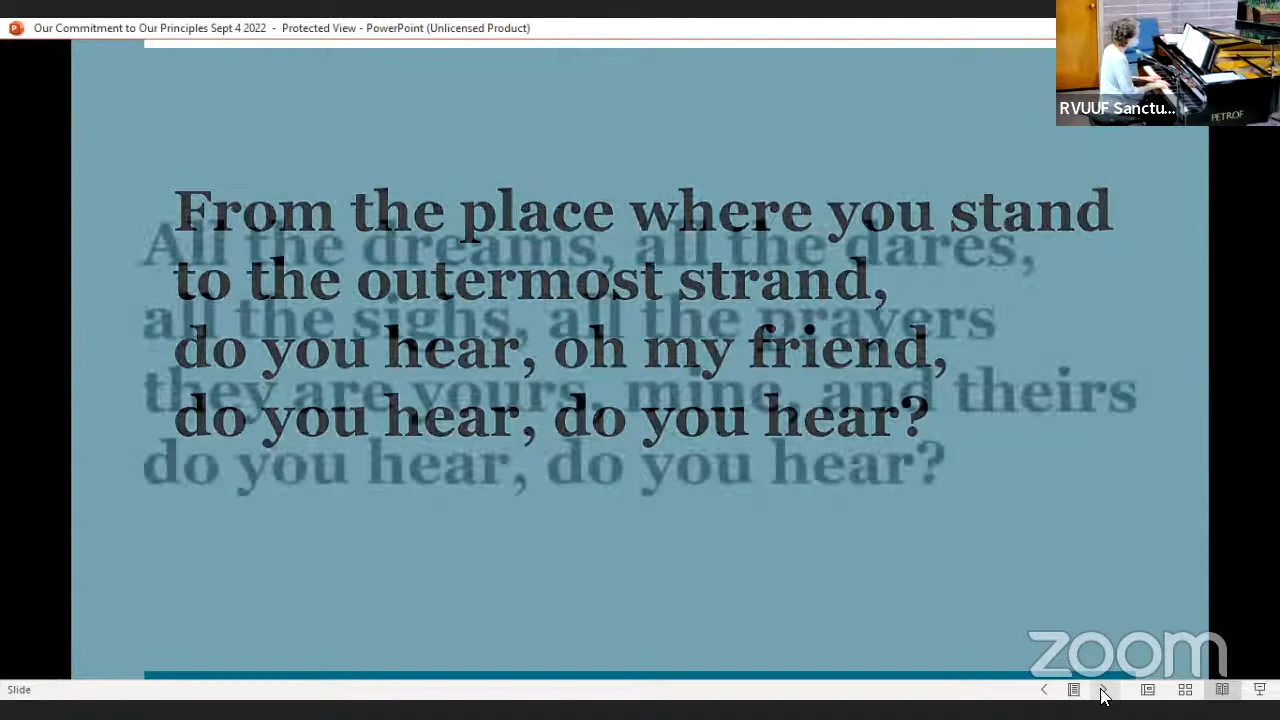 Our Commitment to Our Principles Sept 4 2022 - Protected View - PowerPoint (Unlicensed Product)
RVUUF Sanctu...
PETROF
From the place where you stand
to the outermost strand,
do you hear, oh my friend,
do you hear, do you hear?
All the dreams, all the dares,
all the sighs, all the prayers
they are yours, mine, and theirs
do you hear, do you hear?
zoom
Slide